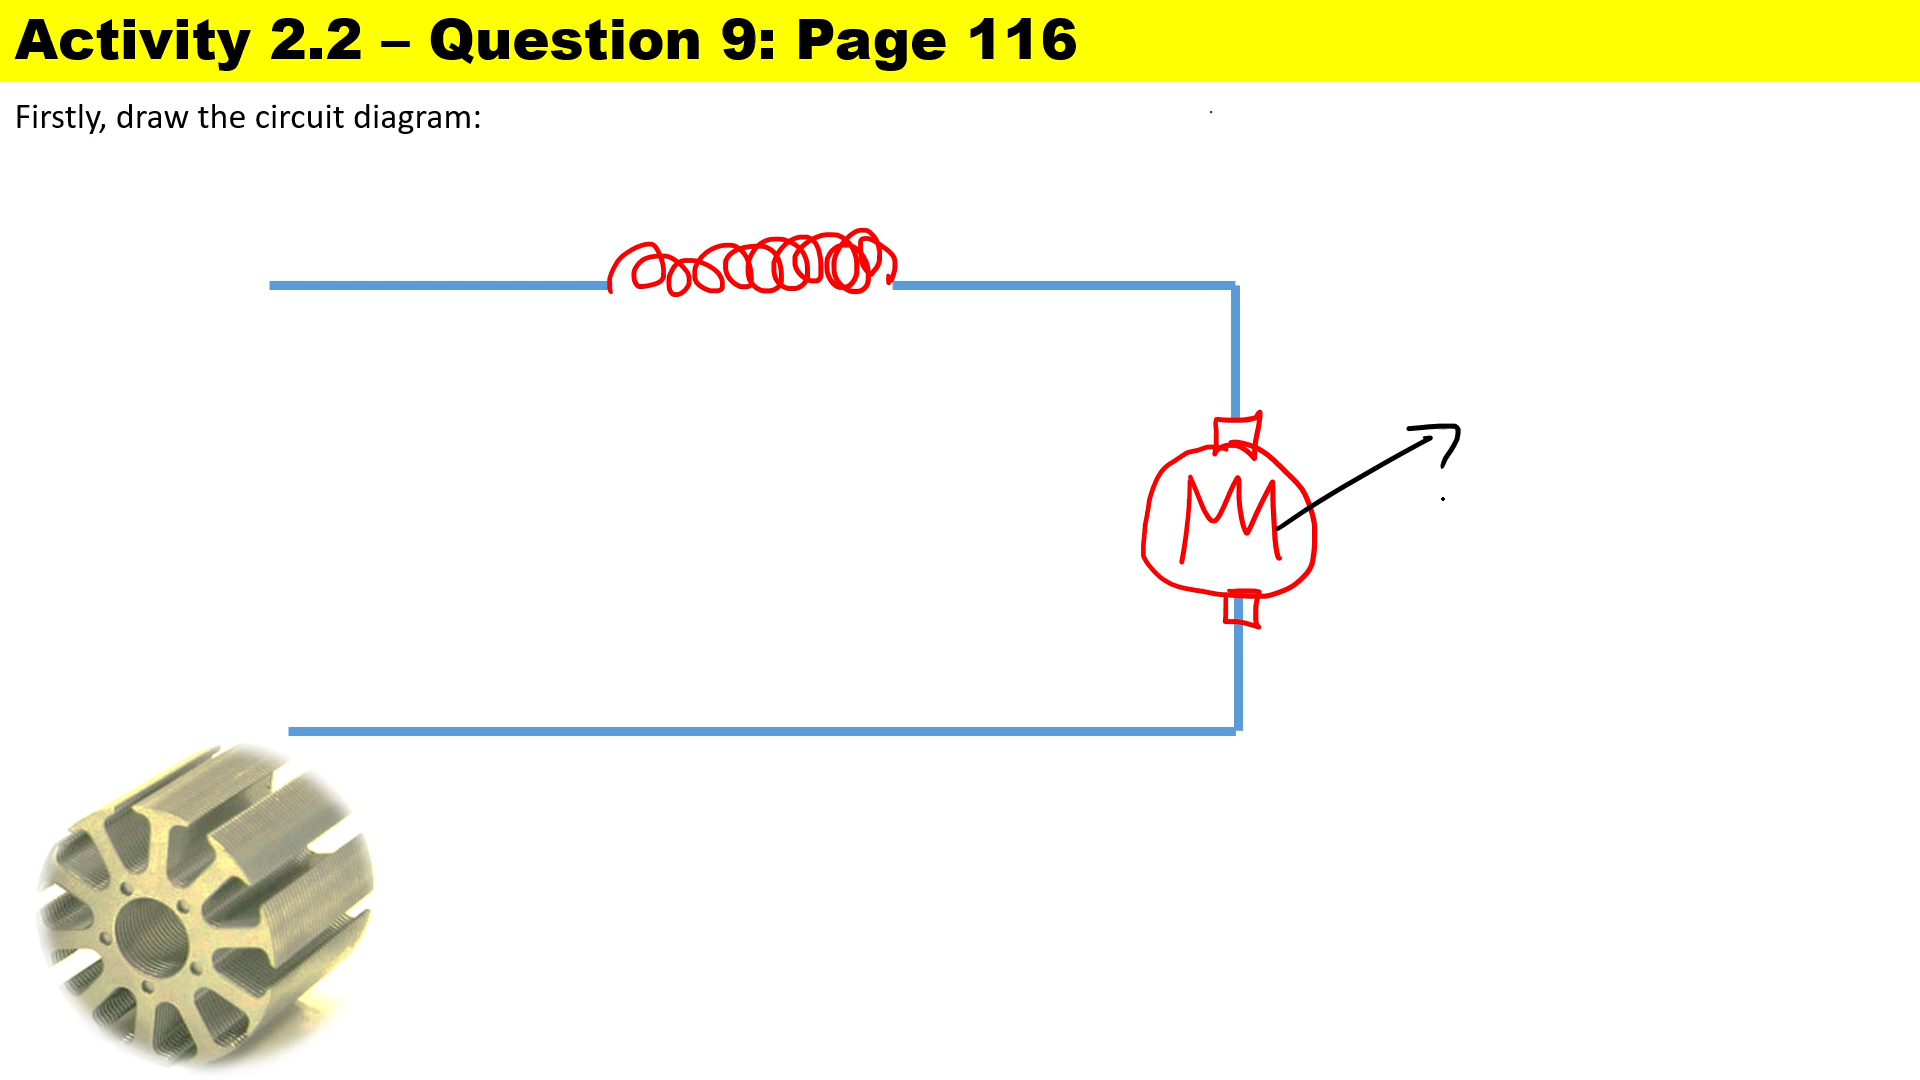 Activity 2.2 – Question 9: Page 116
Firstly, draw the circuit diagram:
M